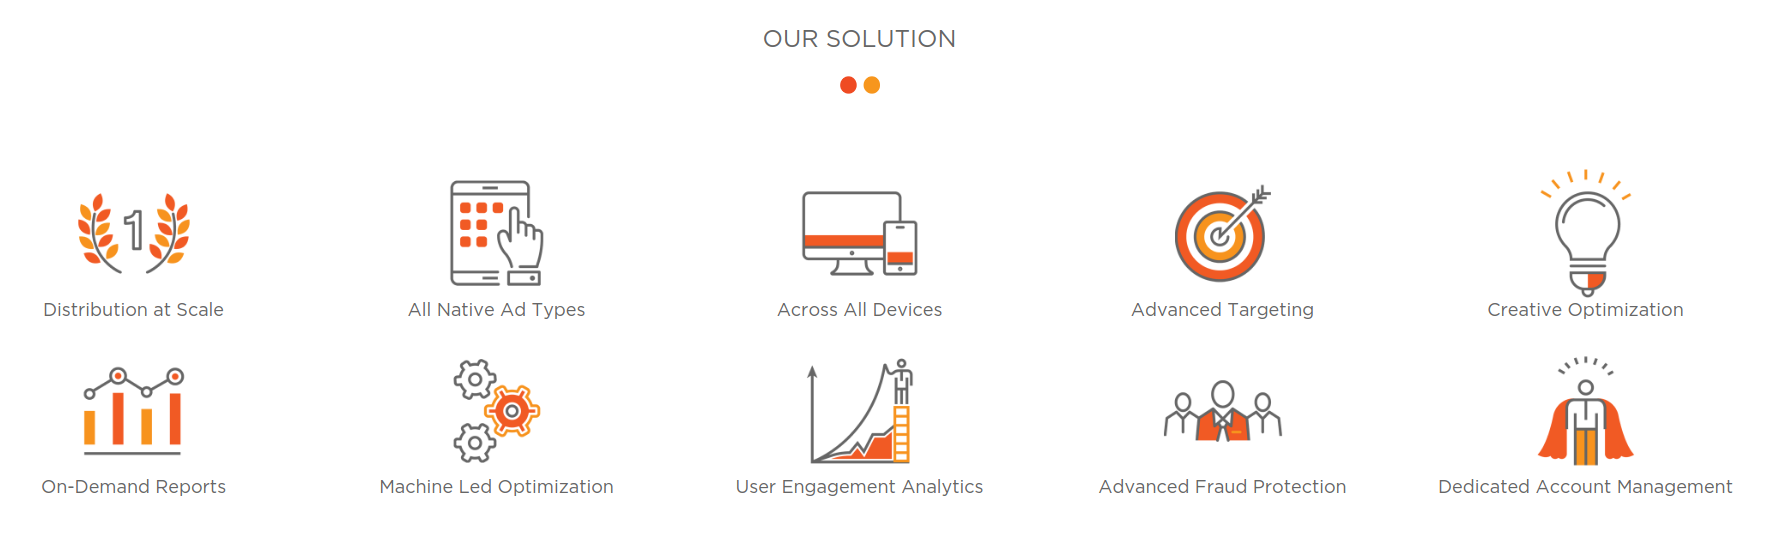 OUR SOLUTION
1
Distribution at Scale
All Native Ad Types
Across All Devices
Advanced Targeting
Creative Optimization
On-Demand Reports
Machine Led Optimization
User Engagement Analytics
Advanced Fraud Protection
Dedicated Account Management